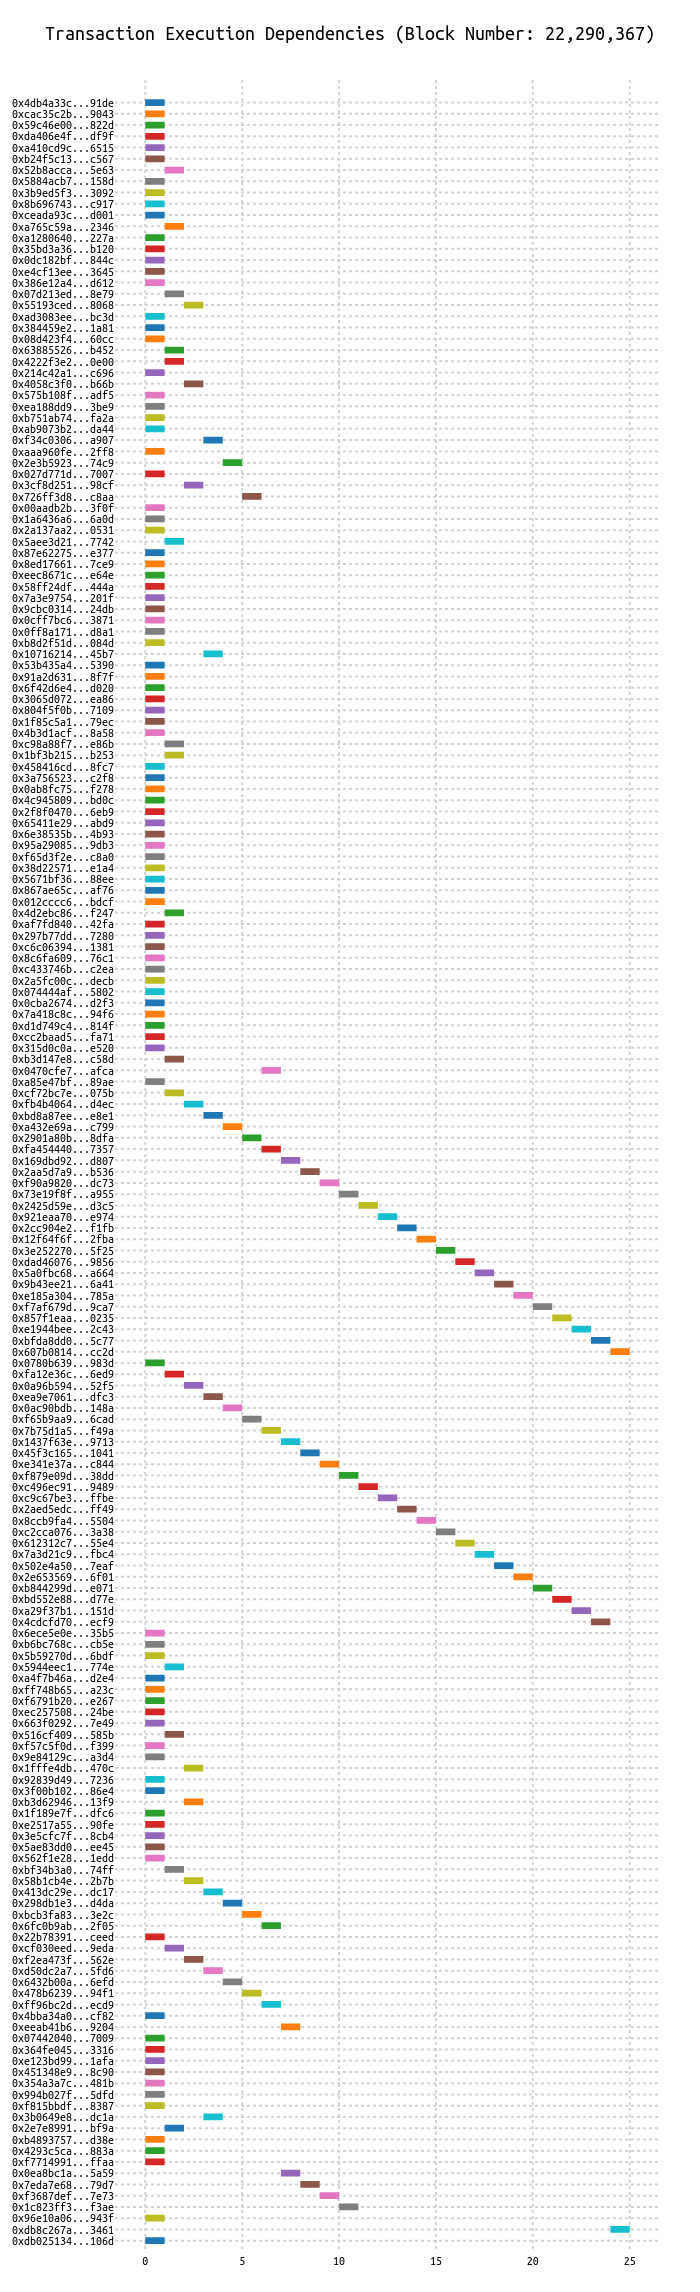 Transaction Execution Dependencies (Block Number: 22,290,367)
0x4db4a33c...91de
0xcac35c2b...9043
0x59c46e00...822d
0xda406e4f...df9f
0xa410cd9c...6515
0xb24f5c13...c567
0x52b8acca...5e63
0x5884acb7...158d
0x3b9ed5f3...3092
0x8b696743...c917
0xceada93c...d001
0xa765c59a...2346
0xa1280640...227a
0x35bd3a36...b120
0x0dc182bf...844c
0xe4cf13ee...3645
0x386e12a4...d612
0x07d213ed...8e79
0x55193ced...8068
0xad3083ee...bc3d
0x384459e2...1a81
0x08d423f4...60cc
0x63885526...b452
0x4222f3e2...0e00
0x214c42a1...c696
0x4058c3f0...b66b
0x575b108f...adf5
0xea188dd9...3be9
0xb751ab74...fa2a
0xab9073b2...da44
0xf34c0306...a907
0xaaa960fe...2ff8
0x2e3b5923...74c9
0x027d771d...7007
0x3cf8d251...98cf
0x726ff3d8...c8aa
0x00aadb2b...3f0f
0x1a6436a6...6a0d
0x2a137aa2...0531
0x5aee3d21...7742
0x87e62275...e377
0x8ed17661...7ce9
0xeec8671c...e64e
0x58ff24df...444a
0x7a3e9754...201f
0x9cbc0314...24db
0x0cff7bc6...3871
0x0ff8a171...d8a1
0xb8d2f51d...084d
0x10716214...45b7
0x53b435a4...5390
0x91a2d631...8f7f
0x6f42d6e4...d020
0x3065d072...ea86
0x804f5f0b...7109
0x1f85c5a1...79ec
0x4b3d1acf...8a58
0xc98a88f7...e86b
0x1bf3b215...b253
0x458416cd...8fc7
0x3a756523...c2f8
0x0ab8fc75...f278
0x4c945809...bd0c
0x2f8f0470...6eb9
0x65411e29...abd9
0x6e38535b...4b93
0x95a29085...9db3
0xf65d3f2e...c8a0
0x38d22571...e1a4
0x5671bf36...88ee
0x867ae65c...af76
0x012cccc6...bdcf
0x4d2ebc86...f247
0xaf7fd840...42fa
0x297b77dd...7280
0xc6c06394...1381
0x8c6fa609...76c1
0xc433746b...c2ea
0x2a5fc00c...decb
0x074444af...5802
0x0cba2674...d2f3
0x7a418c8c...94f6
0xd1d749c4...814f
0xcc2baad5...fa71
0x315d0c0a...e520
0xb3d147e8...c58d
0x0470cfe7...afca
0xa85e47bf...89ae
0xcf72bc7e...075b
0xfb4b4064...d4ec
0xbd8a87ee...e8e1
0xa432e69a...c799
0x2901a80b...8dfa
0xfa454440...7357
0x169dbd92...d807
0x2aa5d7a9...b536
0xf90a9820...dc73
0x73e19f8f...a955
0x2425d59e...d3c5
0x921eaa70...e974
0x2cc904e2...f1fb
0x12f64f6f...2fba
0x3e252270...5f25
0xdad46076...9856
0x5a0fbc68...a664
0x9b43ee21...6a41
0xe185a304...785a
0xf7af679d...9ca7
0x857f1eaa...0235
0xe1944bee...2c43
0xbfda8dd0...5c77
0x607b0814...cc2d
0x0780b639...983d
0xfa12e36c...6ed9
0x0a96b594...52f5
0xea9e7061...dfc3
0x0ac90bdb...148a
0xf65b9aa9...6cad
0x7b75d1a5...f49a
0x1437f63e...9713
0x45f3c165...1041
0xe341e37a...c844
0xf879e09d...38dd
0xc496ec91...9489
0xc9c67be3...ffbe
0x2aed5edc...ff49
0x8ccb9fa4...5504
0xc2cca076...3a38
0x612312c7...55e4
0x7a3d21c9...fbc4
0x502e4a50...7eaf
0x2e653569...6f01
0xb844299d...e071
0xbd552e88...d77e
0xa29f37b1...151d
0x4cdcfd70...ecf9
0x6ece5e0e...35b5
0xb6bc768c...cb5e
0x5b59270d...6bdf
0x5944eec1...774e
0xa4f7b46a...d2e4
0xff748b65...a23c
0xf6791b20...e267
0xec257508...24be
0x663f0292...7e49
0x516cf409...585b
0xf57c5f0d...f399
0x9e84129c...a3d4
0x1fffe4db...470c
0x92839d49...7236
0x3f00b102...86e4
0xb3d62946...13f9
0x1f189e7f...dfc6
0xe2517a55...90fe
0x3e5cfc7f...8cb4
0x5ae83dd0...ee45
0x562f1e28...1edd
0xbf34b3a0...74ff
0x58b1cb4e...2b7b
0x413dc29e...dc17
0x298db1e3...d4da
0xbcb3fa83...3e2c
0x6fc0b9ab...2f05
0x22b78391...ceed
0xcf030eed...9eda
0xf2ea473f...562e
0xd50dc2a7...5fd6
0x6432b00a...6efd
0x478b6239...94f1
0xff96bc2d...ecd9
0x4bba34a0...cf82
0xeeab41b6...9204
0x07442040...7009
0x364fe045...3316
0xe123bd99...1afa
0x451348e9...8c90
0x354a3a7c...481b
0x994b027f...5dfd
0xf815bbdf...8387
0x3b0649e8...dc1a
0x2e7e8991...bf9a
0xb4893757...d38e
0x4293c5ca...883a
0xf7714991...ffaa
0x0ea8bc1a...5a59
0x7eda7e68...79d7
0xf3687def...7e73
0x1c823ff3...f3ae
0x96e10a06...943f
0xdb8c267a...3461
0xdb025134...106d
0 5 10 15 20 25